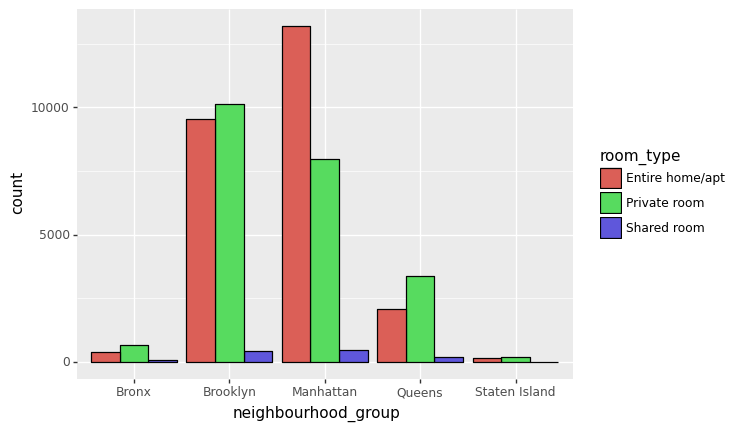 10000
5000
0
count
Bronx
Brooklyn
Manhattan
Queens
Staten Island
neighbourhood_group
room_type
Entire home/apt
Private room
Shared room